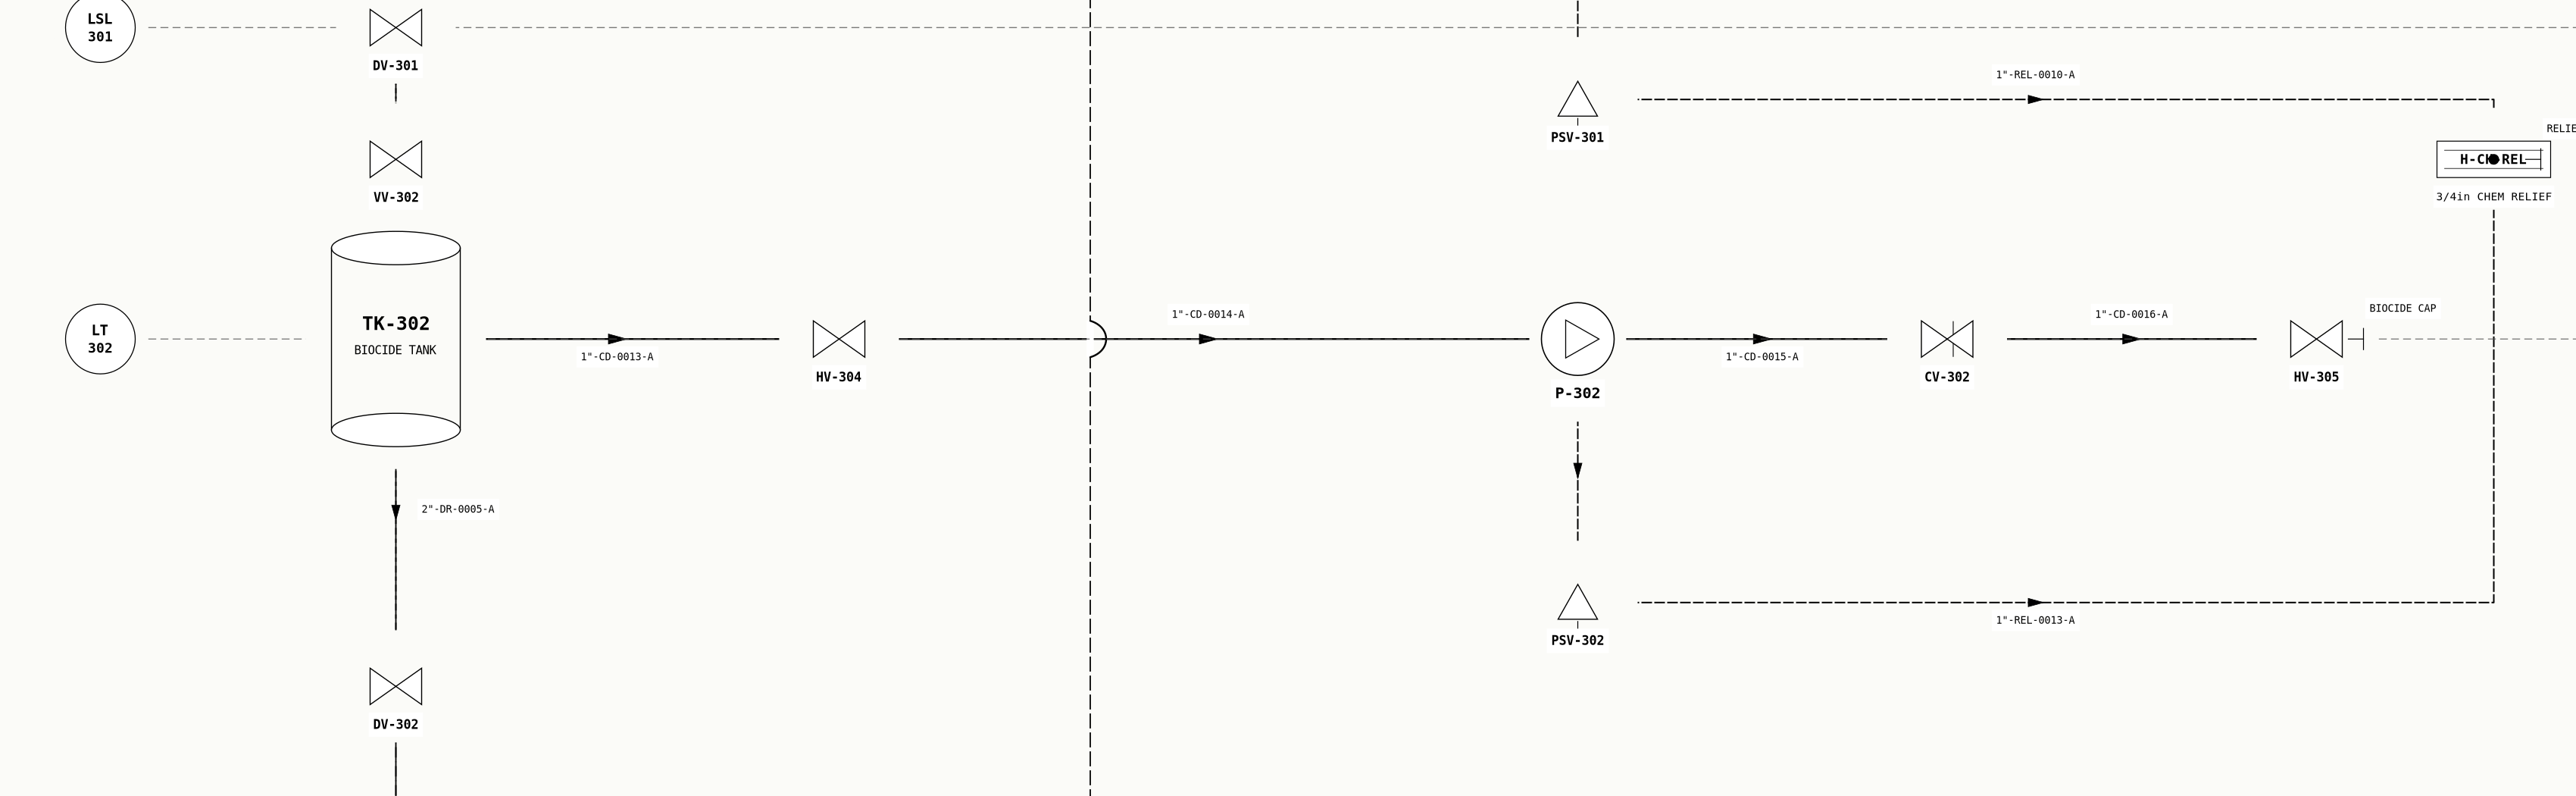 LSL
301
DV-301
1"-REL-0010-A
PSV-301
3/4in CHEM RELIEF
VV-302
TK-302
BIOCIDE TANK
LT
302
1"-CD-0013-A
HV-304
1"-CD-0014-A
P-302
1"-CD-0015-A
CV-302
1"-CD-0016-A
BIOCIDE CAP
HV-305
2"-DR-0005-A
PSV-302
1"-REL-0013-A
DV-302